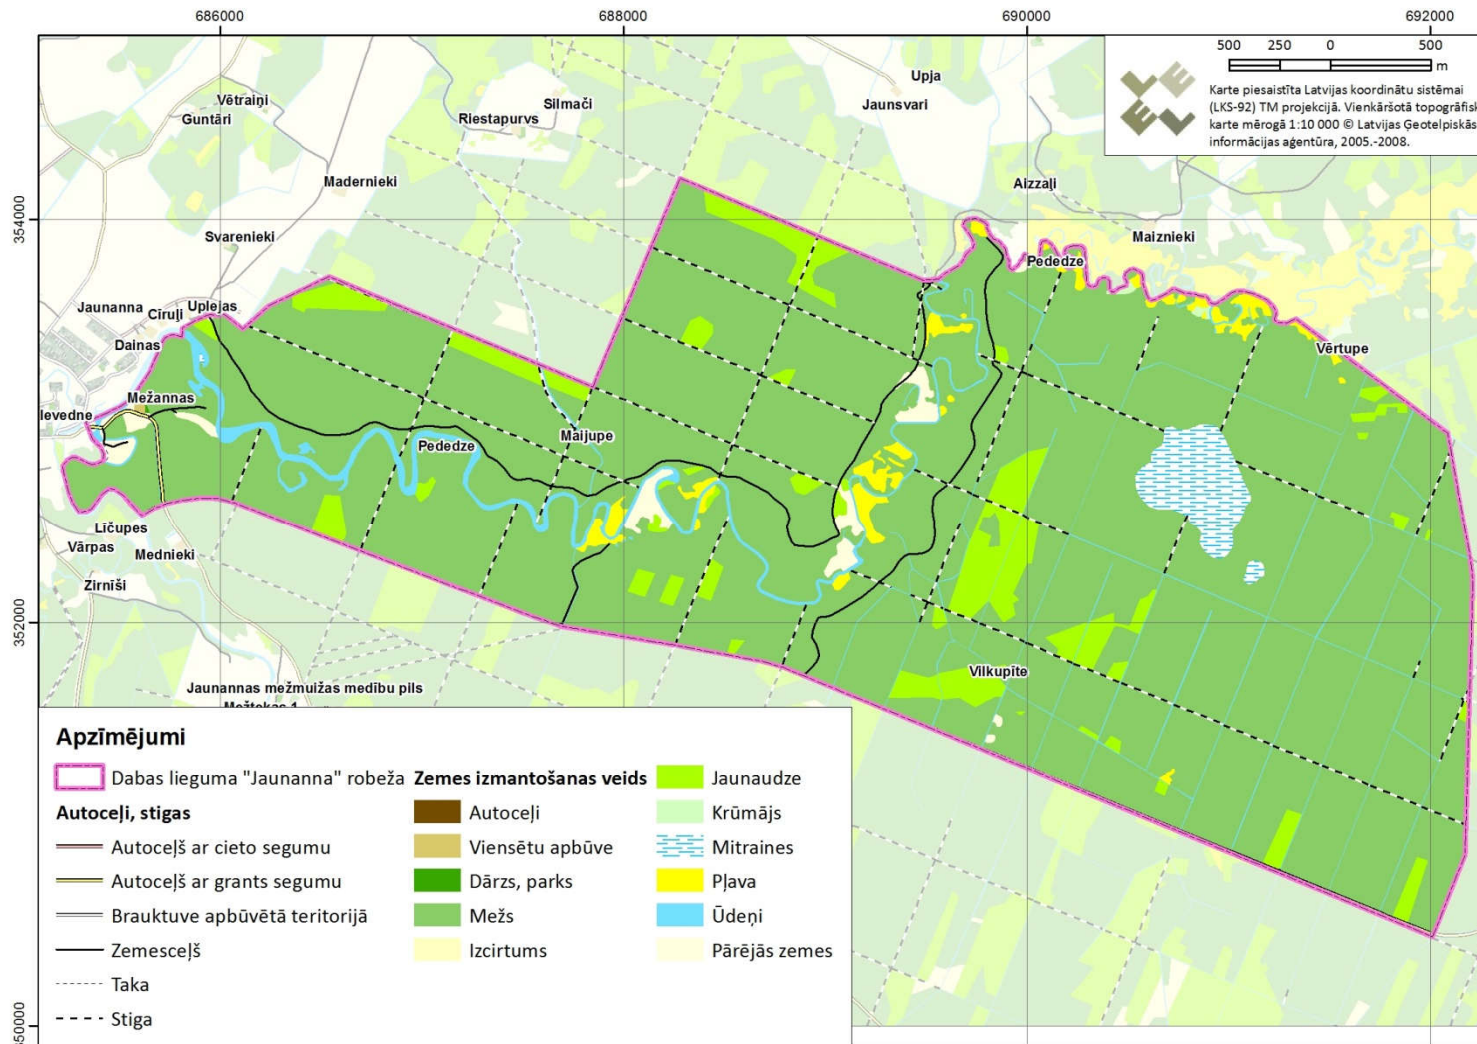 686000
688000
690000
692000
500 250 0 500
m
Karte piesaistīta Latvijas koordinātu sistēmai
(LKS-92) TM projekcijā. Vienkāršotā topogrāfisk
karte mērogā 1:10 000 © Latvijas Ģeotelpiskās
informācijas aģentūra, 2005.-2008.
Upja
Jaunsvari
Vētraiņi
Guntāri
Silmači
Riestapurvs
Madernieki
Aizzaļi
354000
Svarenieki
Maiznieki
Pededze
Jaunanna
Cīruļi
Uplejas
Dainas
Vērtupe
Mežannas
Ievedne
Maijupe
Pededze
Līčupes
Vārpas
Mednieki
Zirnīši
352000
Vilkupīte
Jaunannas mežmuižas medību pils
Mežtekas 1
Apzīmējumi
Dabas lieguma "Jaunanna" robeža
Autoceļi, stigas
Autoceļš ar cieto segumu
Autoceļš ar grants segumu
Brauktuve apbūvētā teritorijā
Zemesceļš
Taka
Stiga
Zemes izmantošanas veids
Autoceļi
Viensētu apbūve
Dārzs, parks
Mežs
Izcirtums
Jaunaudze
Krūmājs
Mitraines
Pļava
Ūdeņi
Pārējās zemes
50000